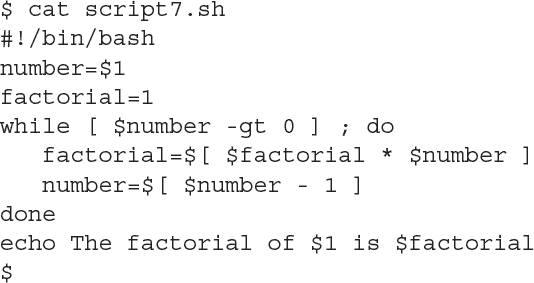 $ cat script7.sh
#!/bin/bash
number=$1
factorial=1
while [ $number -gt 0 ] ; do
   factorial=$[ $factorial * $number ]
   number=$[ $number - 1 ]
done
echo The factorial of $1 is $factorial
$